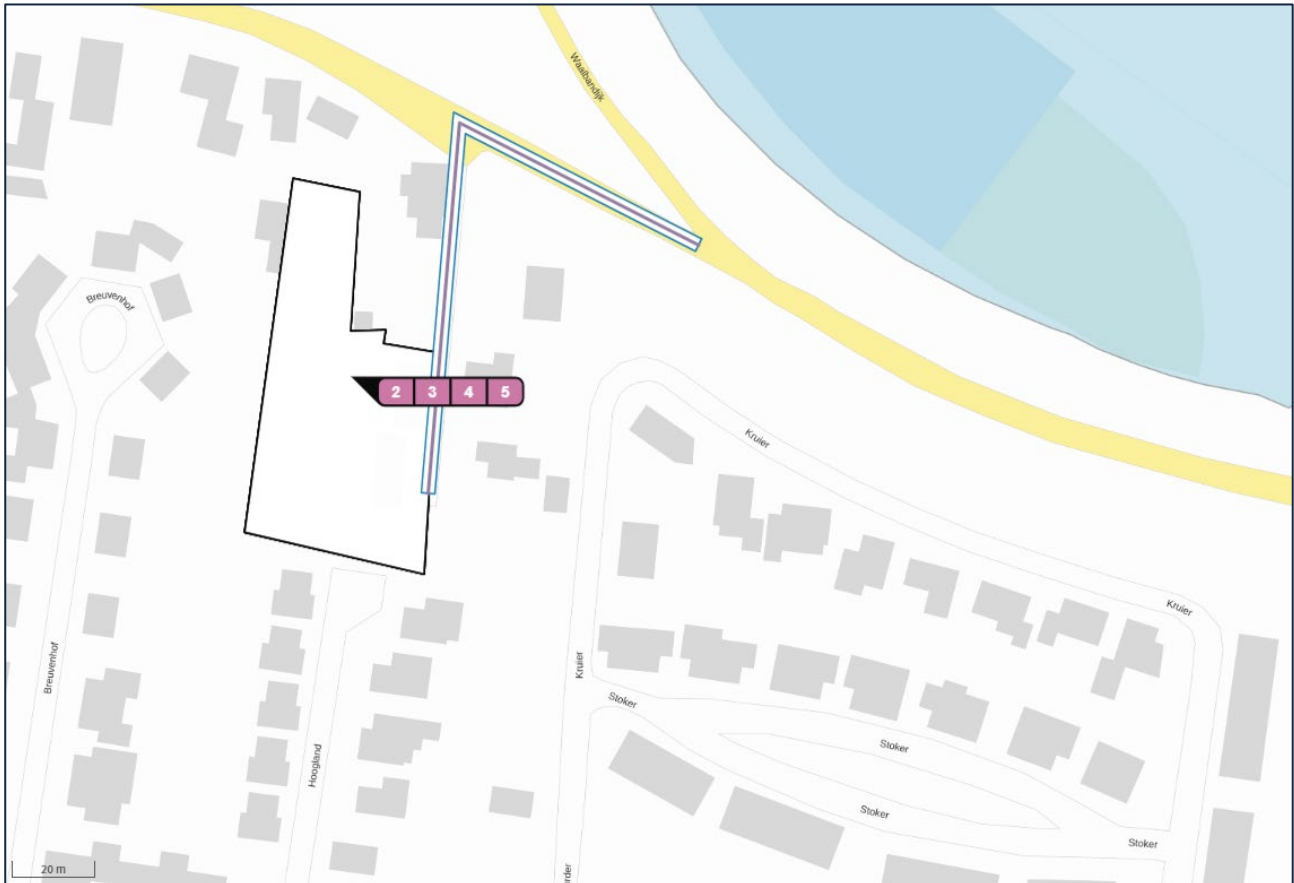 Waalbandijk
Breuvenhof
2 3 4 5
Kruier
Kruier
Breuvenhof
Kruier
Stoker
Stoker
Hoogland
Stoker
Stoker
20 m